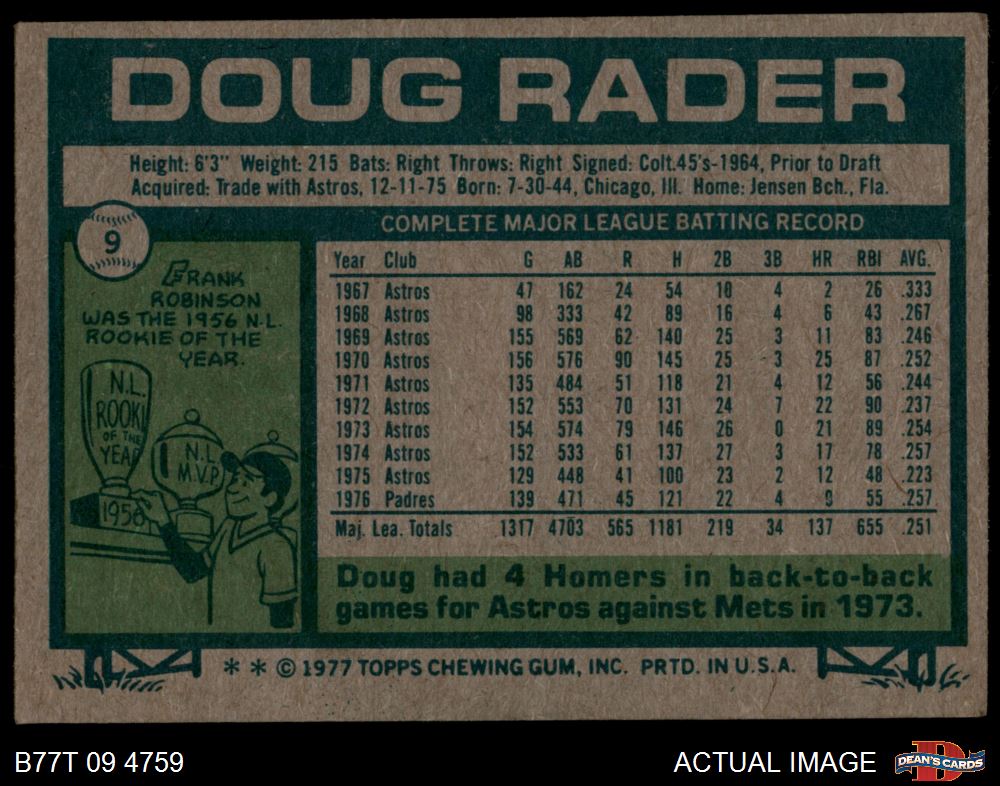 DOUG RADER
Height: 6'3" Weight: 215 Bats: Right Throws: Right Signed: Colt.45's-1964, Prior to Draft
Acquired: Trade with Astros, 12-11-75 Born: 7-30-44, Chicago, Ill. Home: Jensen Bch., Fla.
9
FRANK
ROBINSON
WAS THE 1956 N.L.
ROOKIE OF THE
YEAR.
N.L.
ROOKI
OF THE
YEAR
1956
N.L
M.V.P
COMPLETE MAJOR LEAGUE BATTING RECORD
Year Club G AB R H 2B 3B HR RBI AVG.
1967 Astros 47 162 24 54 10 4 2 26 .333
1968 Astros 98 333 42 89 16 4 6 43 .267
1969 Astros 155 569 62 140 25 3 11 83 .246
1970 Astros 156 576 90 145 25 3 25 87 .252
1971 Astros 135 484 51 118 21 4 12 56 .244
1972 Astros 152 553 70 131 24 7 22 90 .237
1973 Astros 154 574 79 146 26 0 21 89 .254
1974 Astros 152 533 61 137 27 3 17 78 .257
1975 Astros 129 448 41 100 23 2 12 48 .223
1976 Padres 139 471 45 121 22 4 9 55 .257
Maj. Lea. Totals 1317 4703 565 1181 219 34 137 655 .251
Doug had 4 Homers in back-to-back
games for Astros against Mets in 1973.
* * © 1977 TOPPS CHEWING GUM, INC. PRTD. IN U.S.A.
B77T 09 4759
ACTUAL IMAGE
D
DEAN'S CARDS